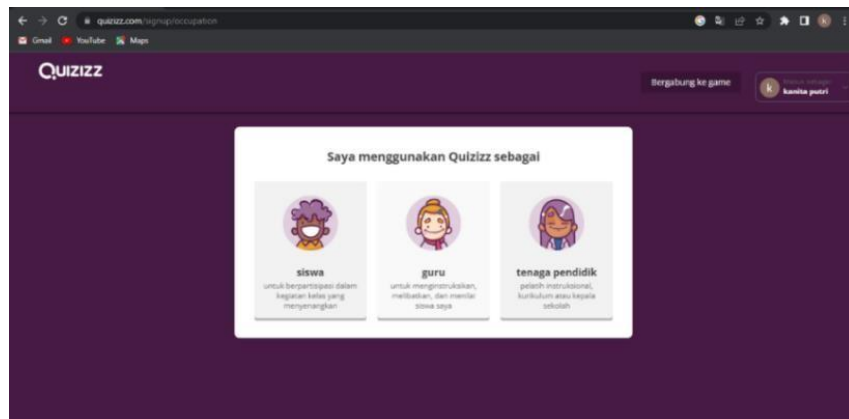 quizizz.com/signup/occupation
Gmail YouTube Maps
Quizizz
Bergabung ke game
k
kanita putri
Saya menggunakan Quizizz sebagai
siswa
untuk berpartisipasi dalam
kegiatan kelas yang
menyenangkan
guru
untuk menginstruksikan,
melibatkan, dan menilai
siswa saya
tenaga pendidik
pelatih instruksional,
kurikulum atau kepala
sekolah